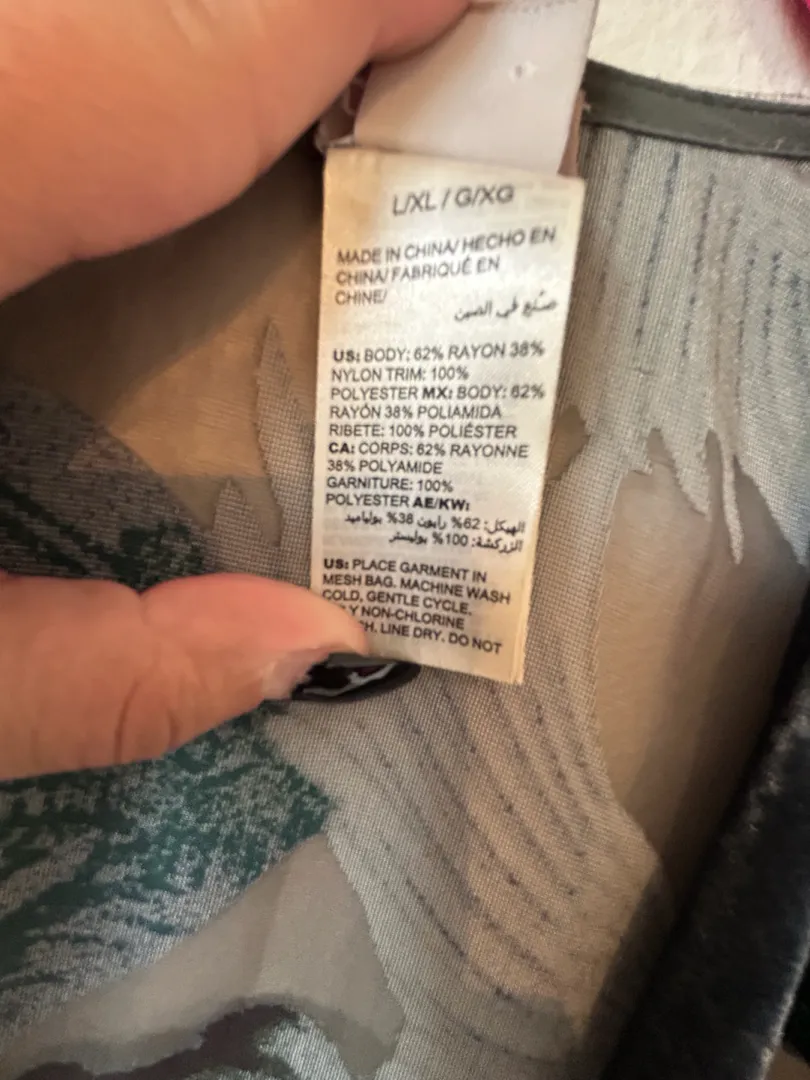 L/XL / G/XG
MADE IN CHINA/ HECHO EN
CHINA/ FABRIQUÉ EN
CHINE/
صنع في الصين
US: BODY: 62% RAYON 38%
NYLON TRIM: 100%
POLYESTER MX: BODY: 62%
RAYÓN 38% POLIAMIDA
RIBETE: 100% POLIÉSTER
CA: CORPS: 62% RAYONNE
38% POLYAMIDE
GARNITURE: 100%
POLYESTER AE/KW:
الهيكل: 62% رايون 38% بولياميد
الزركشة: 100% بوليستر
US: PLACE GARMENT IN
MESH BAG. MACHINE WASH
COLD, GENTLE CYCLE.
Y NON-CHLORINE
H. LINE DRY. DO NOT